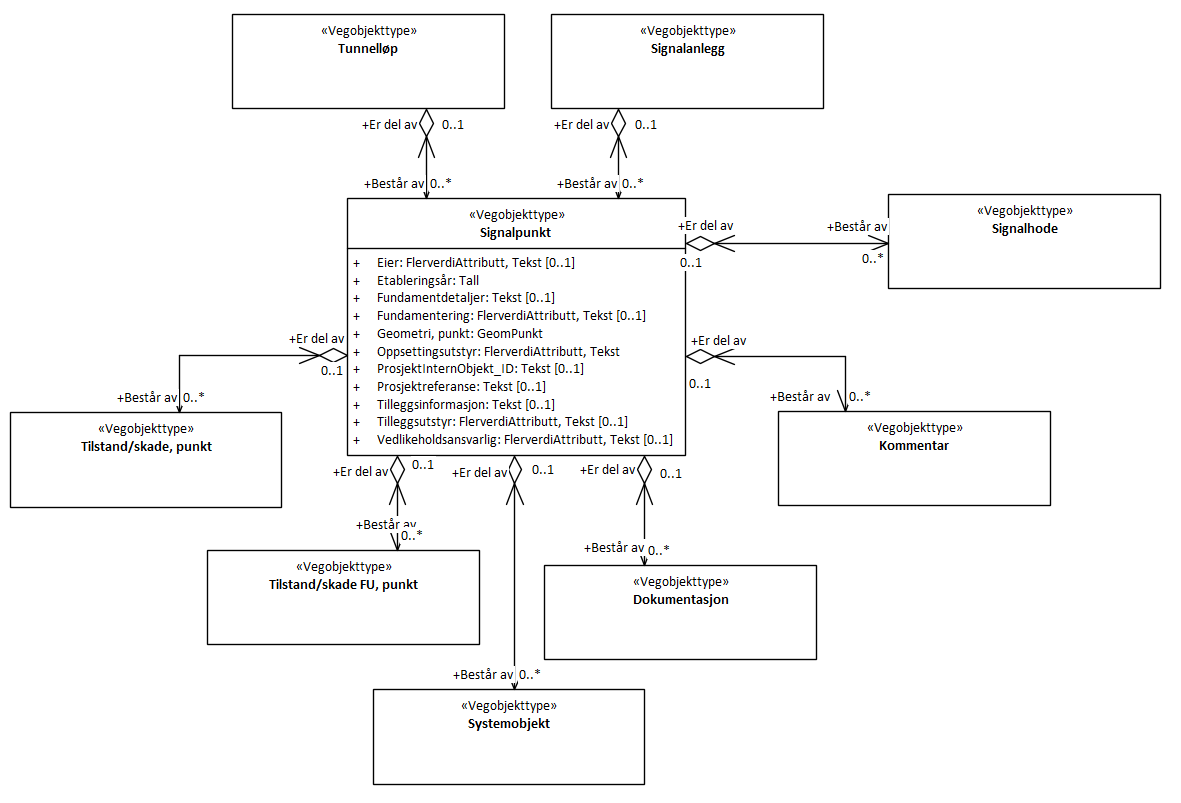 «Vegobjekttype»
Tunnelløp
«Vegobjekttype»
Signalanlegg
+Er del av
0..1
+Er del av
0..1
+Består av
0..*
+Består av
0..*
«Vegobjekttype»
Signalpunkt
+ Eier: FlerverdiAttributt, Tekst [0..1]
+ Etableringsår: Tall
+ Fundamentdetaljer: Tekst [0..1]
+ Fundamentering: FlerverdiAttributt, Tekst [0..1]
+ Geometri, punkt: GeomPunkt
+ Oppsettingsutstyr: FlerverdiAttributt, Tekst
+ ProsjektInternObjekt_ID: Tekst [0..1]
+ Prosjektreferanse: Tekst [0..1]
+ Tilleggsinformasjon: Tekst [0..1]
+ Tilleggsutstyr: FlerverdiAttributt, Tekst [0..1]
+ Vedlikeholdsansvarlig: FlerverdiAttributt, Tekst [0..1]
+Er del av
0..1
+Består av
0..*
«Vegobjekttype»
Signalhode
+Er del av
0..1
+Består av
0..*
«Vegobjekttype»
Tilstand/skade, punkt
+Er del av
0..1
+Består av
0..*
«Vegobjekttype»
Kommentar
+Er del av
0..1
+Består av
0..*
«Vegobjekttype»
Tilstand/skade FU, punkt
+Er del av
0..1
+Består av
0..*
«Vegobjekttype»
Systemobjekt
+Er del av
0..1
+Består av
0..*
«Vegobjekttype»
Dokumentasjon